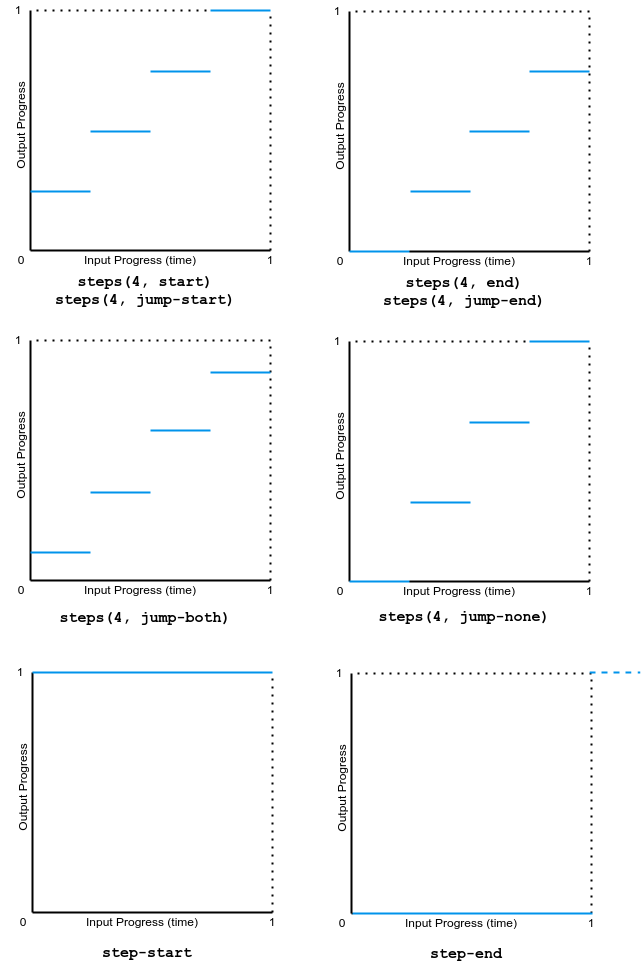 1
Output Progress
0
Input Progress (time)
1
steps(4, start)
steps(4, jump-start)
1
Output Progress
0
Input Progress (time)
1
steps(4, end)
steps(4, jump-end)
1
Output Progress
0
Input Progress (time)
1
steps(4, jump-both)
1
Output Progress
0
Input Progress (time)
1
steps(4, jump-none)
1
Output Progress
0
Input Progress (time)
1
step-start
1
Output Progress
0
Input Progress (time)
1
step-end